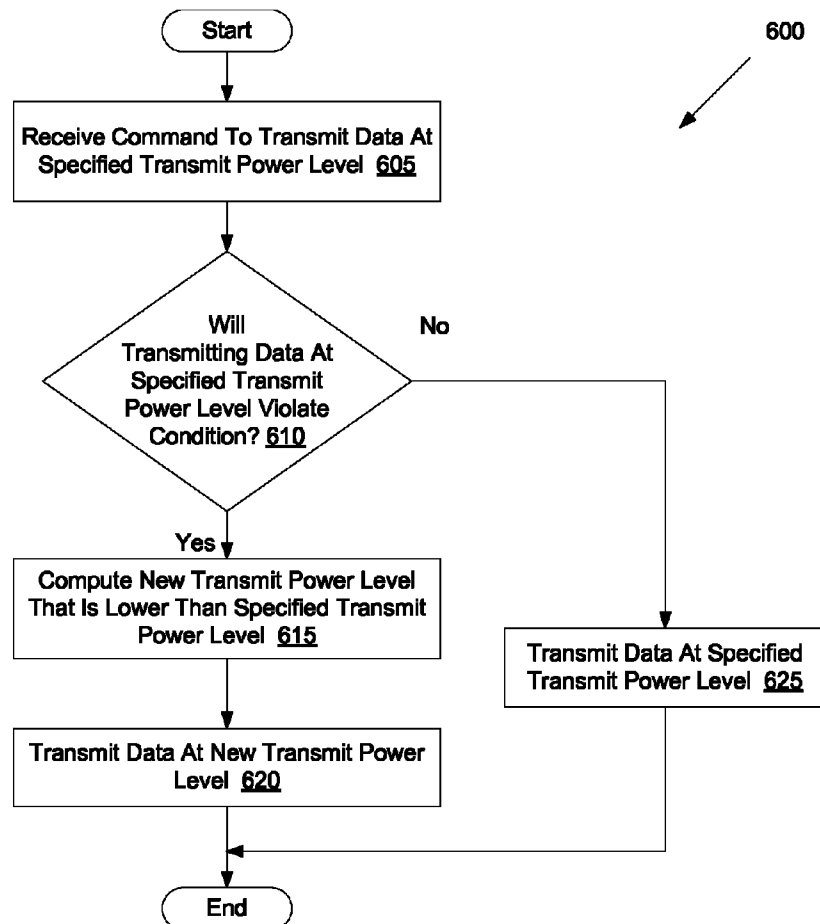 Start
600
Receive Command To Transmit Data At
Specified Transmit Power Level 605
Will
Transmitting Data At
Specified Transmit
Power Level Violate
Condition? 610
No
Yes
Compute New Transmit Power Level
That Is Lower Than Specified Transmit
Power Level 615
Transmit Data At Specified
Transmit Power Level 625
Transmit Data At New Transmit Power
Level 620
End